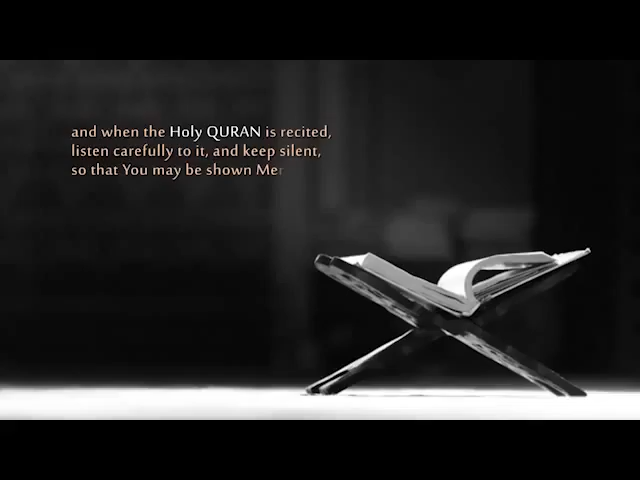 and when the Holy QURAN is recited,
listen carefully to it, and keep silent,
so that You may be shown Mer